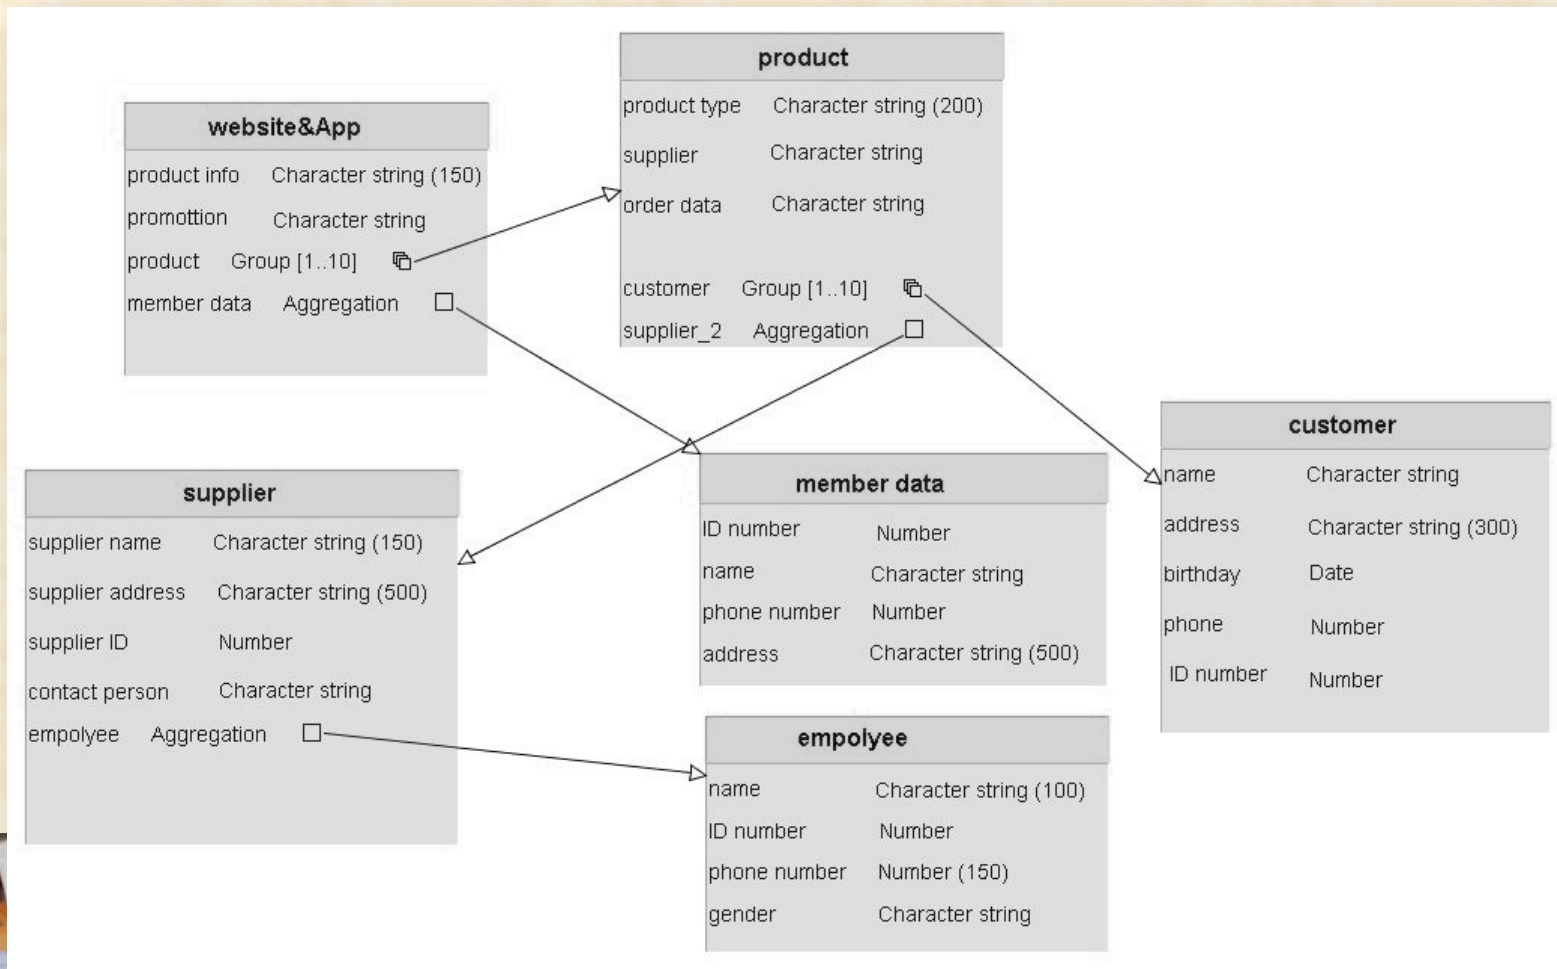 website&App
product info Character string (150)
promottion Character string
product Group [1..10]
member data Aggregation
product
product type Character string (200)
supplier Character string
order data Character string
customer Group [1..10]
supplier_2 Aggregation
customer
name Character string
address Character string (300)
birthday Date
phone Number
ID number Number
supplier
supplier name Character string (150)
supplier address Character string (500)
supplier ID Number
contact person Character string
empolyee Aggregation
member data
ID number Number
name Character string
phone number Number
address Character string (500)
empolyee
name Character string (100)
ID number Number
phone number Number (150)
gender Character string